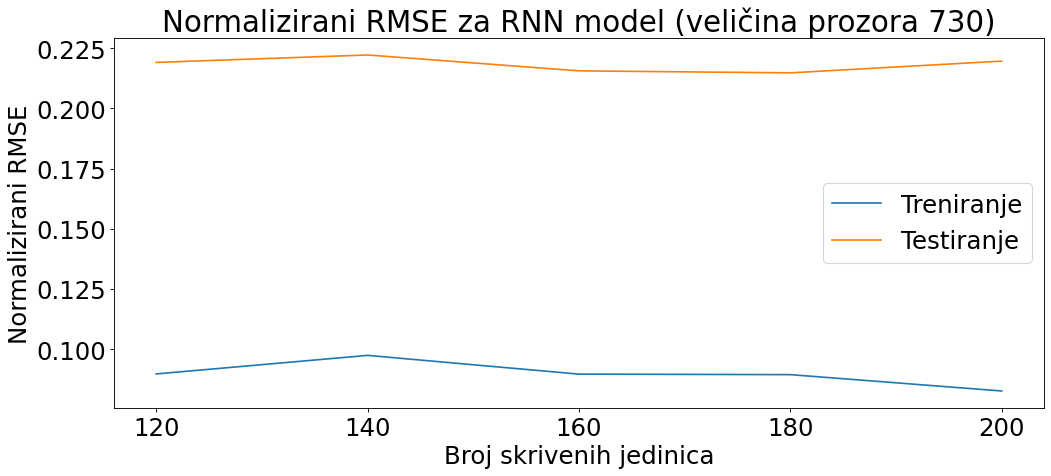 Normalizirani RMSE za RNN model (veličina prozora 730)
Normalizirani RMSE
0.225
0.200
0.175
0.150
0.125
0.100
Treniranje
Testiranje
120 140 160 180 200
Broj skrivenih jedinica